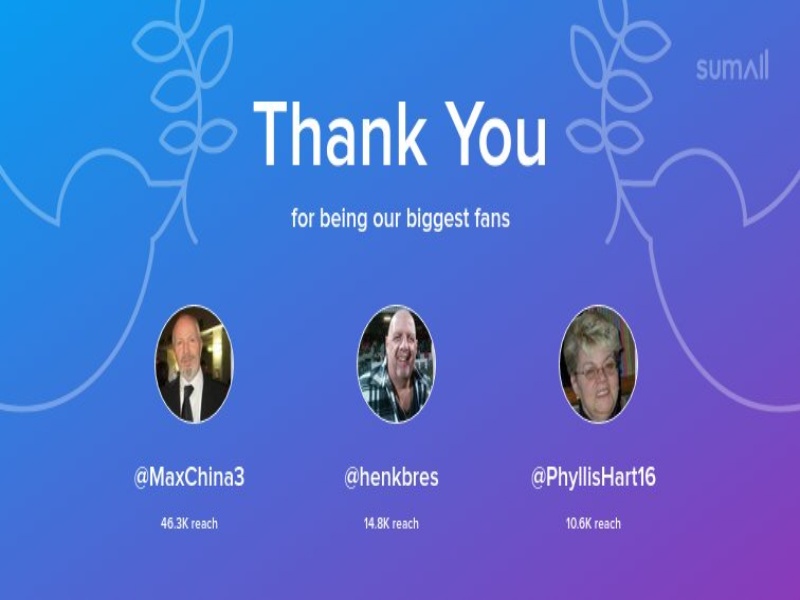 sumall
Thank You
for being our biggest fans
@MaxChina3 @henkbres @PhyllisHart16
46.3K reach 14.8K reach 10.6K reach